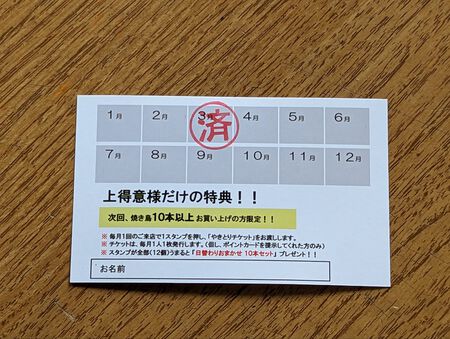 1月 2月 3月 4月 5月 6月
済
7月 8月 9月 10月 11月 12月
上得意様だけの特典！！
次回、焼き鳥10本以上お買い上げの方限定！！
※ 毎月1回のご来店で1スタンプを押し、「やきとりチケット」をお渡しします。
※ チケットは、毎月1人1枚発行します。（但し、ポイントカードを提示してくれた方のみ）
※ スタンプが全部（12個）うまると「日替わりおまかせ 10本セット」プレゼント！！
お名前